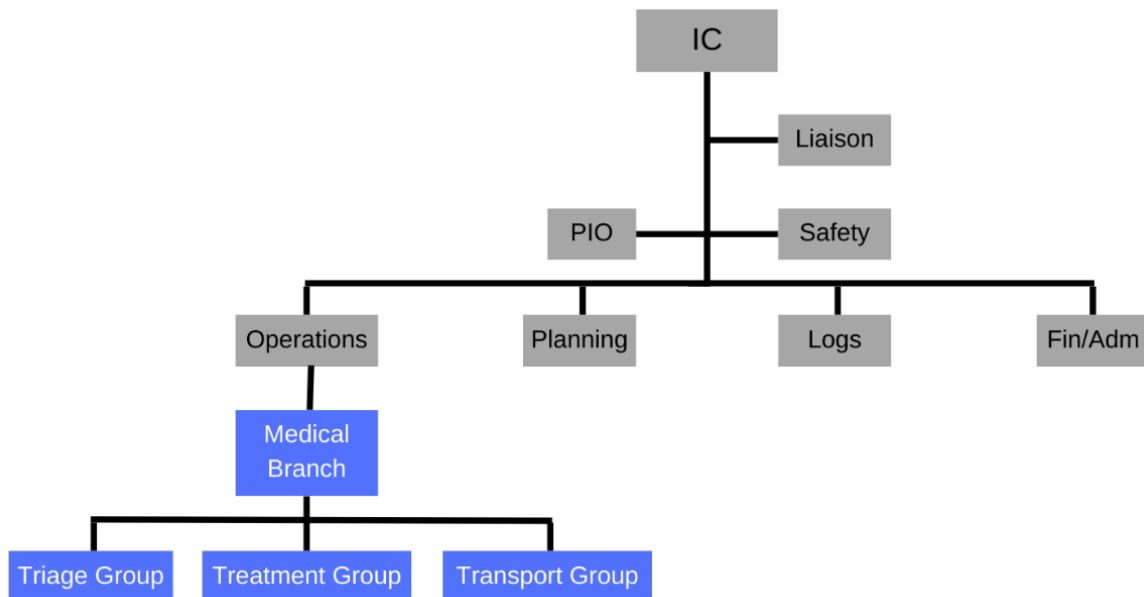 IC
Liaison
PIO
Safety
Operations
Planning
Logs
Fin/Adm
Medical
Branch
Triage Group
Treatment Group
Transport Group